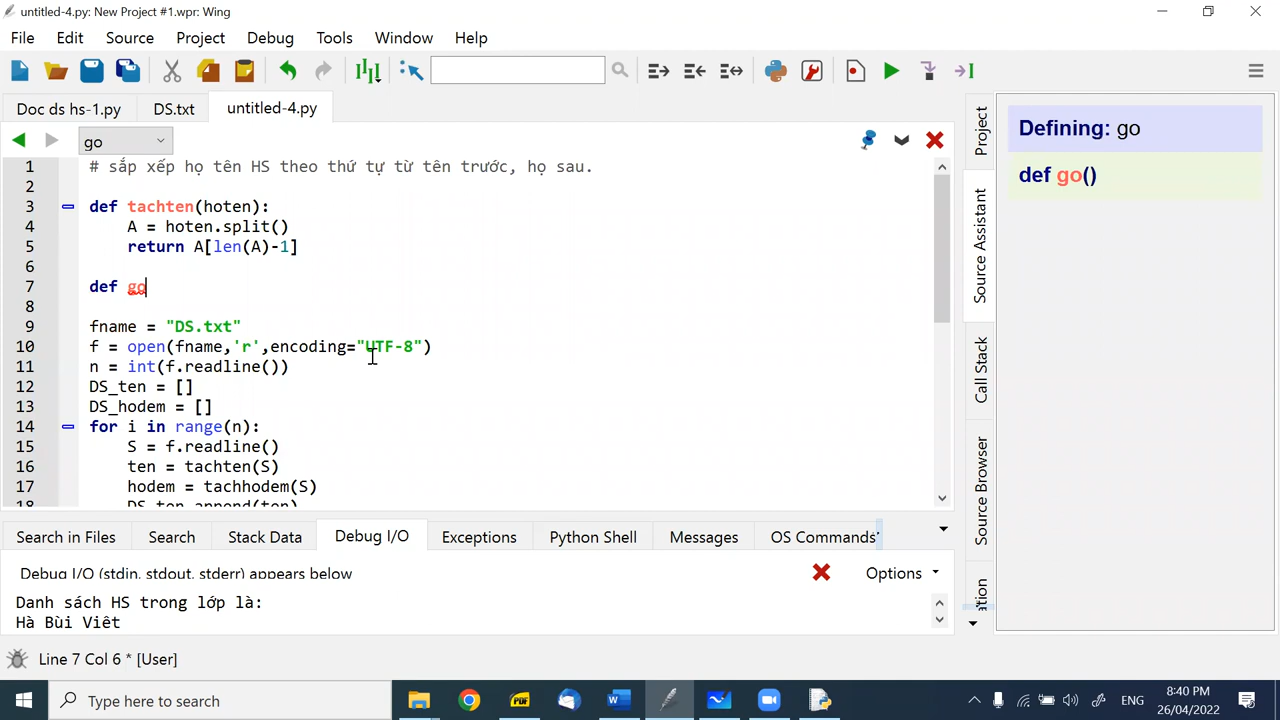 untitled-4.py: New Project #1.wpr: Wing
File Edit Source Project Debug Tools Window Help
Doc ds hs-1.py DS.txt untitled-4.py
go
1 # sắp xếp họ tên HS theo thứ tự từ tên trước, họ sau.
2
3 def tachten(hoten):
4 A = hoten.split()
5 return A[len(A)-1]
6
7 def go
8
9 fname = "DS.txt"
10 f = open(fname,'r',encoding="UTF-8")
11 n = int(f.readline())
12 DS_ten = []
13 DS_hodem = []
14 for i in range(n):
15 S = f.readline()
16 ten = tachten(S)
17 hodem = tachhodem(S)
18 DS_ten.append(ten)
Project
Source Assistant
Call Stack
Source Browser
Defining: go
def go()
Search in Files Search Stack Data Debug I/O Exceptions Python Shell Messages OS Commands
Debug I/O (stdin, stdout, stderr) appears below
Options
Danh sách HS trong lớp là:
Hà Bùi Viêt
Line 7 Col 6 * [User]
Type here to search
PDF
ENG
8:40 PM
26/04/2022